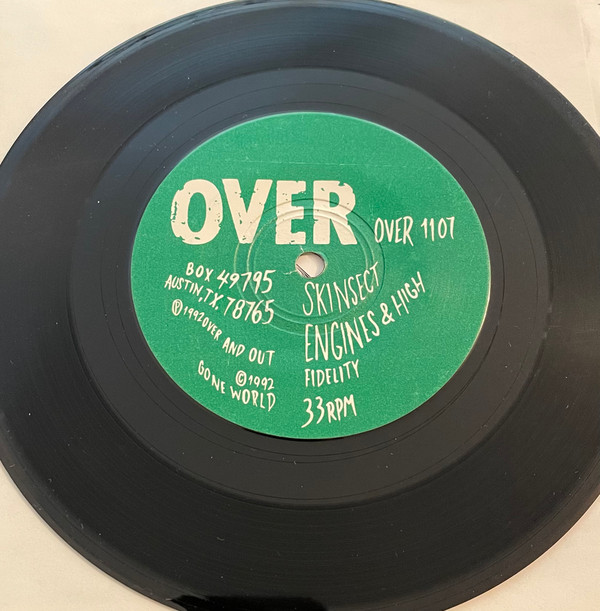 OVER
OVER 1107
BOX 49795
AUSTIN, TX. 78765
℗1992 OVER AND OUT
©1992
GONE WORLD
SKINSECT
ENGINES & HIGH
FIDELITY
33RPM